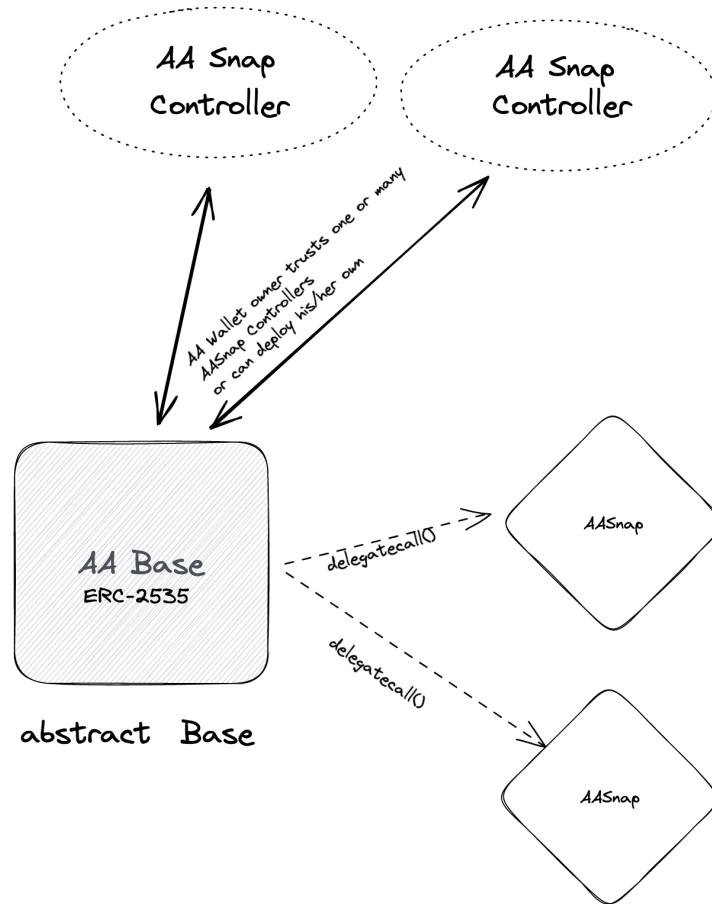 AA Snap
Controller
AA Snap
Controller
AA Wallet owner trusts one or many
AASnap Controllers
or can deploy his/her own
AA Base
ERC-2535
abstract Base
delegatecall()
AASnap
delegatecall()
AASnap